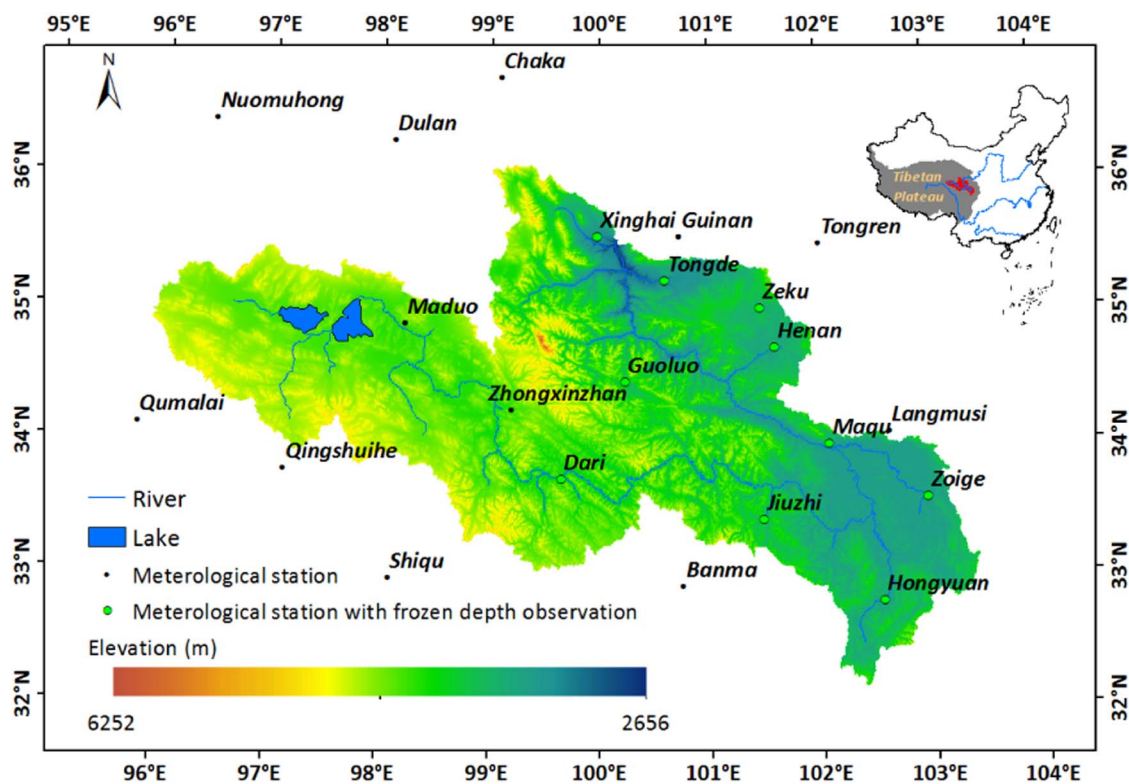 95°E 96°E 97°E 98°E 99°E 100°E 101°E 102°E 103°E 104°E
N
Chaka
Nuomuhong
Dulan
36°N
36°N
Tibetan
Plateau
Xinghai Guinan
Tongren
Tongde
Zeku
35°N
35°N
Maduo
Henan
Guoluo
Qumalai
Zhongxinzhan
Langmusi
Maqu
34°N
34°N
Qingshuihe
Dari
Zoige
Jiuzhi
River
Lake
33°N
33°N
Shiqu
Banma
Meterological station
Hongyuan
Meterological station with frozen depth observation
Elevation (m)
32°N
32°N
6252
2656
96°E 97°E 98°E 99°E 100°E 101°E 102°E 103°E 104°E